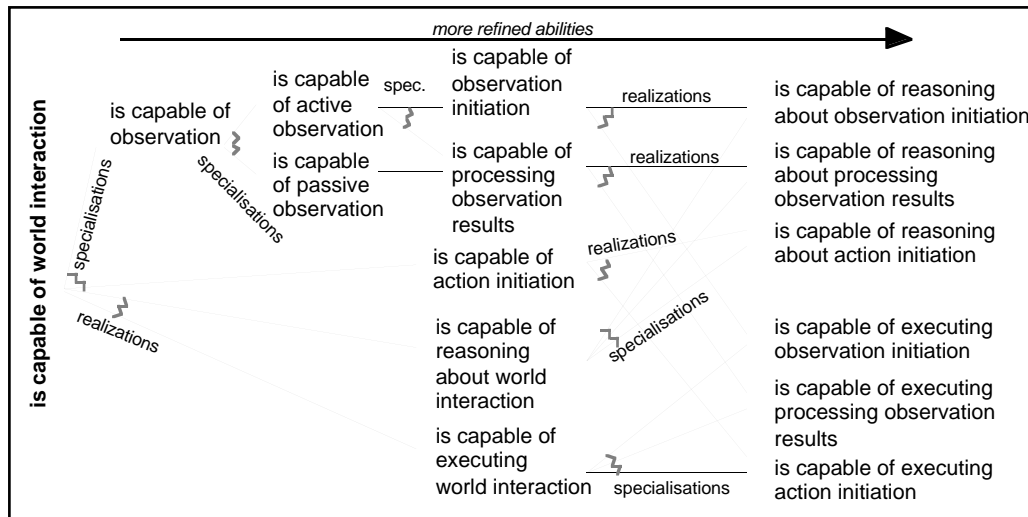 more refined abilities
is capable of world interaction
specialisations
realizations
is capable of
observation
specialisations
is capable
of active
observation
is capable
of passive
observation
spec.
is capable of
observation
initiation
is capable of
processing
observation
results
is capable of
action initiation
is capable of
reasoning
about world
interaction
is capable of
executing
world interaction
realizations
realizations
realizations
specialisations
specialisations
is capable of reasoning
about observation initiation
is capable of reasoning
about processing
observation results
is capable of reasoning
about action initiation
is capable of executing
observation initiation
is capable of executing
processing observation
results
is capable of executing
action initiation